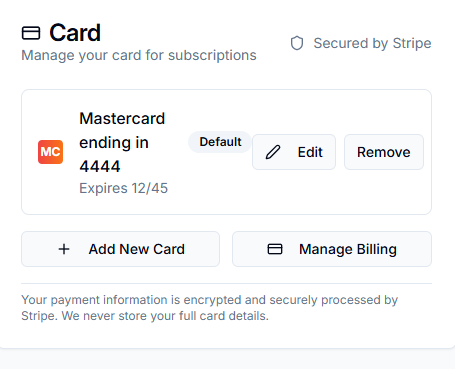 Card
Manage your card for subscriptions
Secured by Stripe
MC
Mastercard
ending in
4444
Expires 12/45
Default
Edit
Remove
Add New Card
Manage Billing
Your payment information is encrypted and securely processed by
Stripe. We never store your full card details.